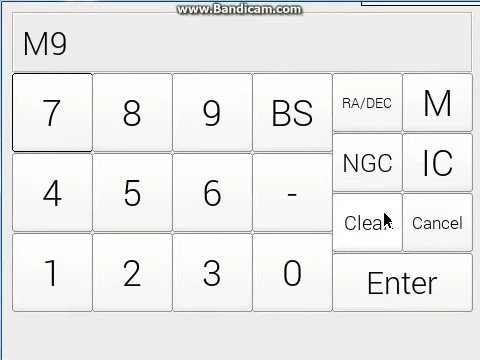 www.Bandicam.com
M9
7 8 9 BS RA/DEC M
4 5 6 - NGC IC
Clear Cancel
1 2 3 0 Enter